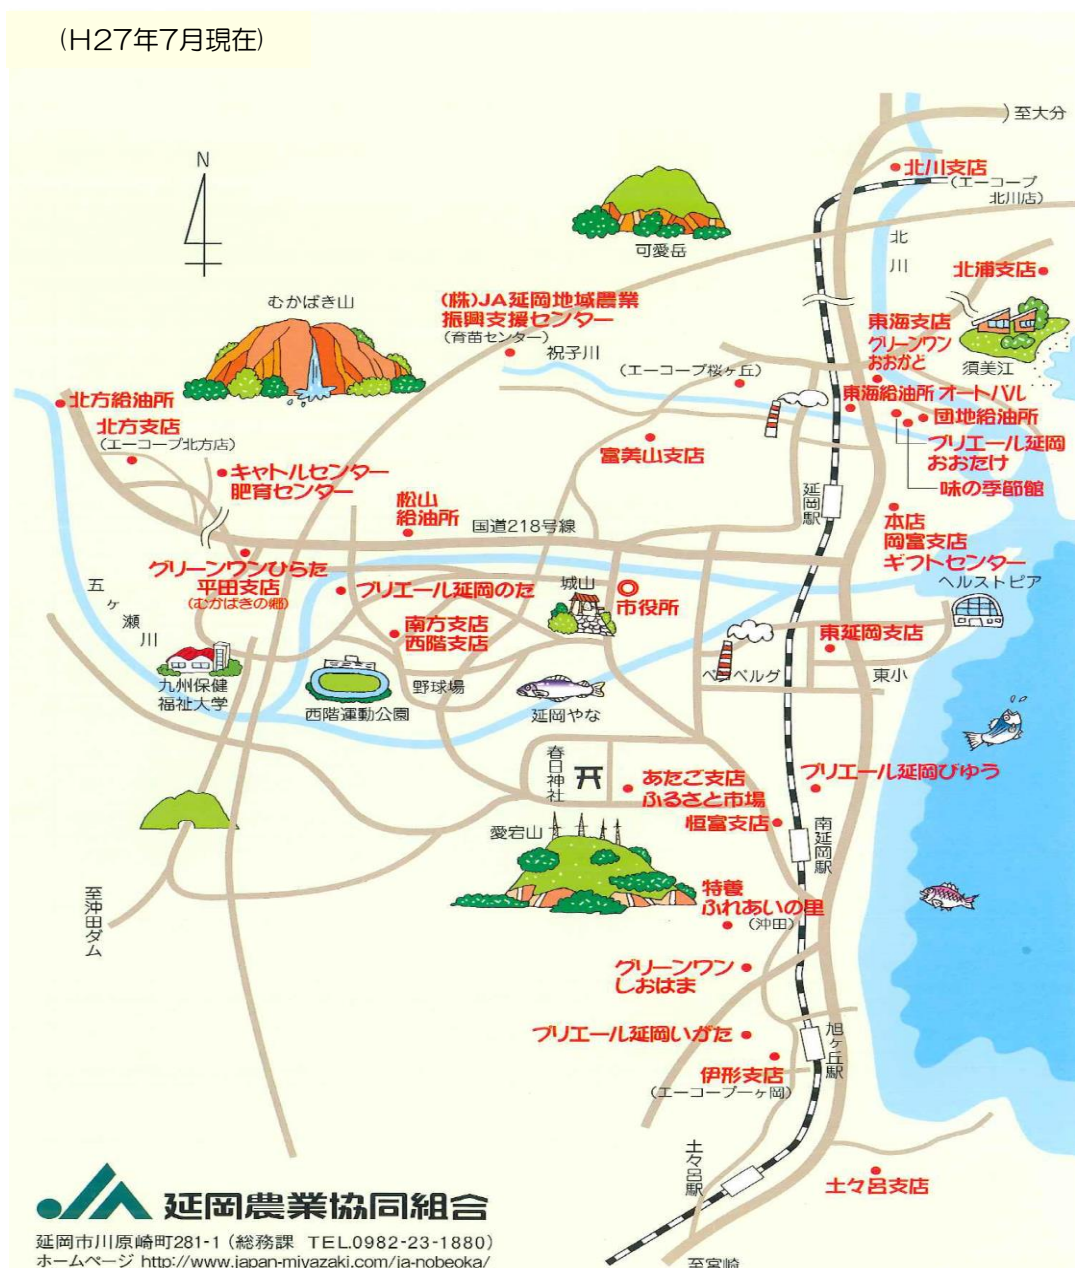 (H27年7月現在)
至大分
N
北川支店
(エーコープ
北川店)
可愛岳
北川
北浦支店
むかばき山
(株)JA延岡地域農業
振興支援センター
(育苗センター)
祝子川
東海支店
グリーンワン
おおかど
須美江
(エーコープ桜ヶ丘)
北方給油所
東海給油所
オートパル
団地給油所
北方支店
(エーコープ北方店)
プリエール延岡
おおたけ
富美山支店
キャトルセンター
肥育センター
味の季節館
松山
給油所
国道218号線
延岡駅
本店
岡富支店
ギフトセンター
グリーンワンひらた
平田支店
(むかばきの郷)
プリエール延岡のた
城山
市役所
ヘルストピア
五ヶ瀬川
南方支店
西階支店
東延岡支店
九州保健
福祉大学
西階運動公園
野球場
延岡やな
ベンベルグ
東小
春日神社
あたご支店
ふるさと市場
プリエール延岡びゆう
恒富支店
愛宕山
南延岡駅
至沖田ダム
特養
ふれあいの里
(沖田)
グリーンワン
しおはま
プリエール延岡いがた
旭ヶ丘駅
伊形支店
(エーコープ一ヶ岡)
土々呂駅
土々呂支店
JA 延岡農業協同組合
延岡市川原崎町281-1 (総務課 TEL.0982-23-1880)
ホームページ http://www.japan-miyazaki.com/ja-nobeoka/
至宮崎